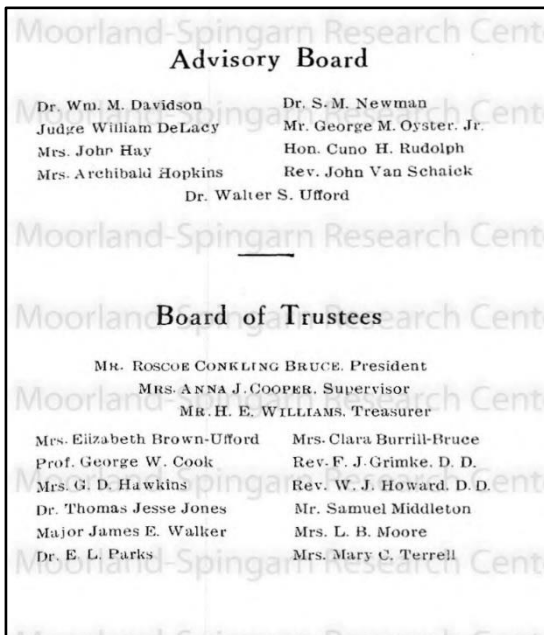 Moorland-Spingarn Research Cent
Advisory Board
Dr. Wm. M. Davidson Dr. S. M. Newman
Judge William DeLacy Mr. George M. Oyster, Jr.
Mrs. John Hay Hon. Cuno H. Rudolph
Mrs. Archibald Hopkins Rev. John Van Schaick
Dr. Walter S. Ufford
Moorland-Spingarn Research Cent
Board of Trustees
MR. ROSCOE CONKLING BRUCE, President
MRS. ANNA J. COOPER, Supervisor
MR. H. E. WILLIAMS, Treasurer
Mrs. Elizabeth Brown-Ufford Mrs. Clara Burrill-Bruce
Prof. George W. Cook Rev. F. J. Grimke, D. D.
Mrs. G. D. Hawkins Rev. W. J. Howard, D. D.
Dr. Thomas Jesse Jones Mr. Samuel Middleton
Major James E. Walker Mrs. L. B. Moore
Dr. E. L. Parks Mrs. Mary C. Terrell